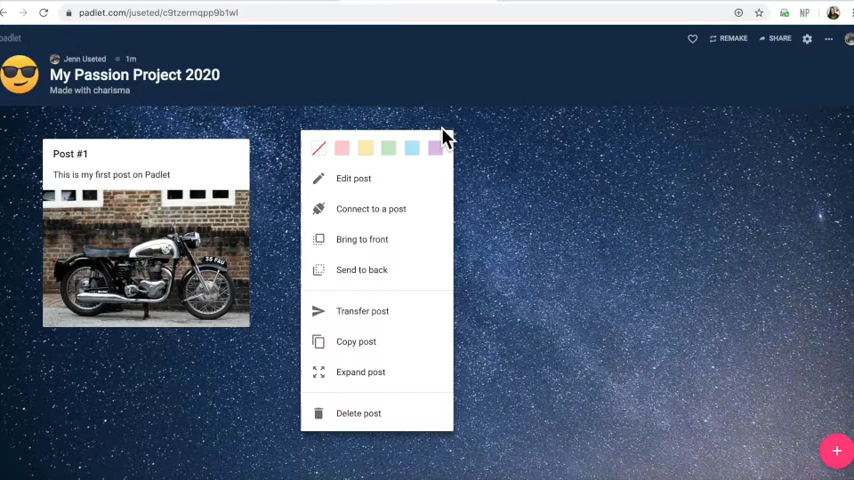 padlet.com/juseted/c9tzermqpp9b1wl
NP
padlet
REMAKE
SHARE
Jenn Useted 1m
My Passion Project 2020
Made with charisma
Post #1
This is my first post on Padlet
Edit post
Connect to a post
Bring to front
Send to back
Transfer post
Copy post
Expand post
Delete post